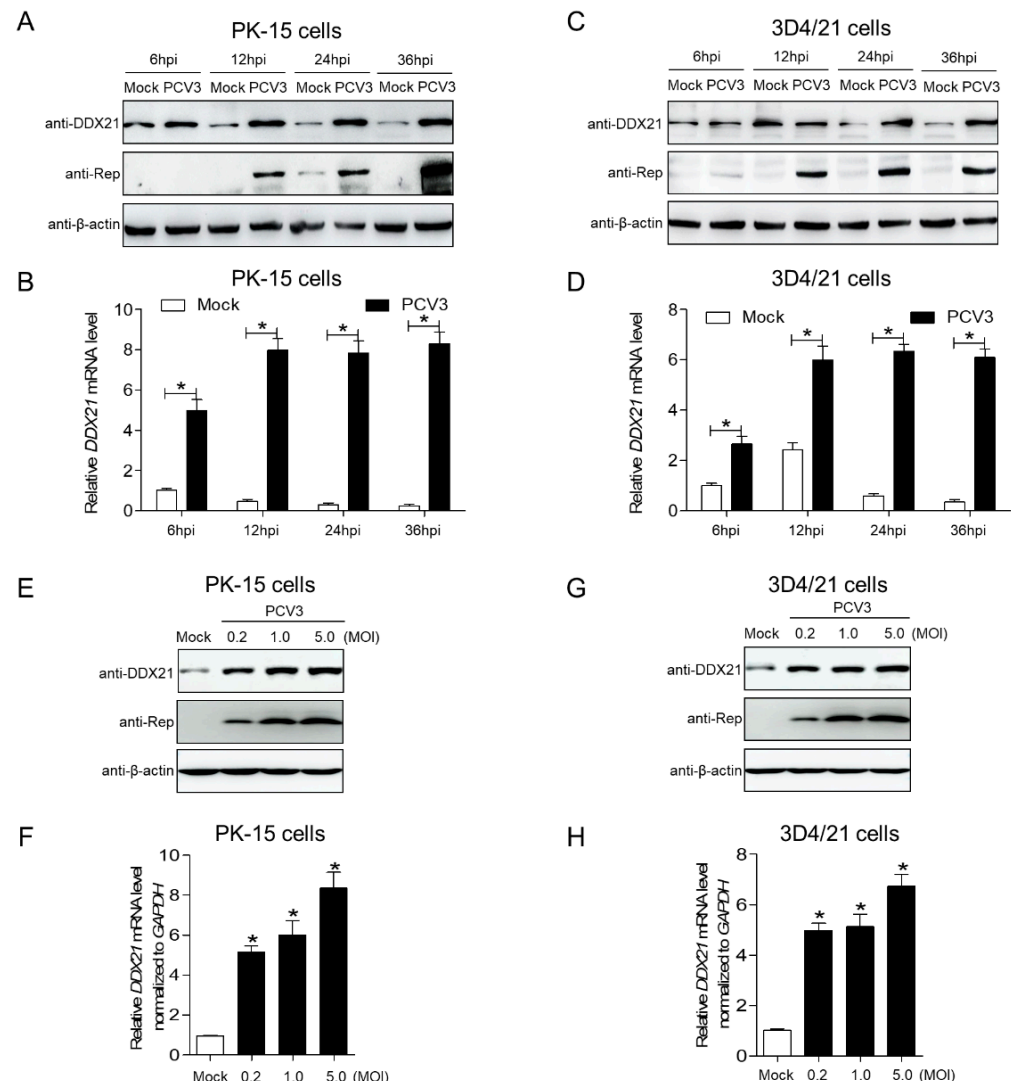 A
PK-15 cells
6hpi 12hpi 24hpi 36hpi
Mock PCV3 Mock PCV3 Mock PCV3 Mock PCV3
anti-DDX21
anti-Rep
anti-β-actin
B
PK-15 cells
Mock PCV3
Relative DDX21 mRNA level
10
8
6
4
2
0
* * * *
6hpi 12hpi 24hpi 36hpi
C
3D4/21 cells
6hpi 12hpi 24hpi 36hpi
Mock PCV3 Mock PCV3 Mock PCV3 Mock PCV3
anti-DDX21
anti-Rep
anti-β-actin
D
3D4/21 cells
Mock PCV3
Relative DDX21 mRNA level
8
6
4
2
0
* * * *
6hpi 12hpi 24hpi 36hpi
E
PK-15 cells
PCV3
Mock 0.2 1.0 5.0 (MOI)
anti-DDX21
anti-Rep
anti-β-actin
F
PK-15 cells
Relative DDX21 mRNA level
normalized to GAPDH
10
8
6
4
2
0
* * *
Mock 0.2 1.0 5.0 (MOI)
G
3D4/21 cells
PCV3
Mock 0.2 1.0 5.0 (MOI)
anti-DDX21
anti-Rep
anti-β-actin
H
3D4/21 cells
Relative DDX21 mRNA level
normalized to GAPDH
8
6
4
2
0
* * *
Mock 0.2 1.0 5.0 (MOI)